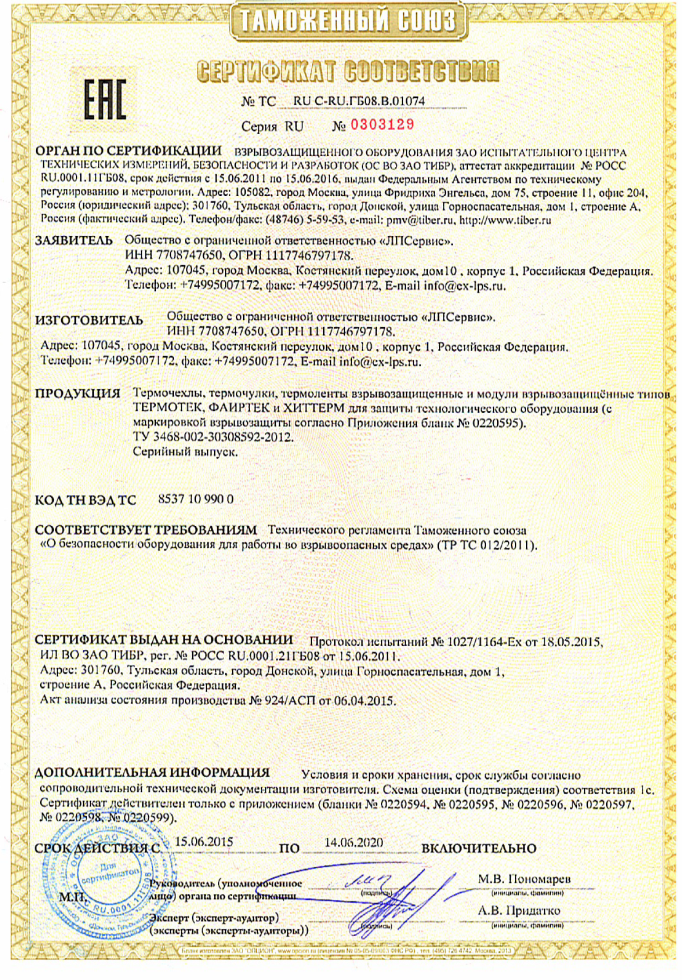 ТАМОЖЕННЫЙ СОЮЗ
СЕРТИФИКАТ СООТВЕТСТВИЯ
ЕАС
№ ТС RU C-RU.ГБ08.В.01074
Серия RU № 0303129
ОРГАН ПО СЕРТИФИКАЦИИ ВЗРЫВОЗАЩИЩЕННОГО ОБОРУДОВАНИЯ ЗАО ИСПЫТАТЕЛЬНОГО ЦЕНТРА
ТЕХНИЧЕСКИХ ИЗМЕРЕНИЙ, БЕЗОПАСНОСТИ И РАЗРАБОТОК (ОС ВО ЗАО ТИБР), аттестат аккредитации № РОСС
RU.0001.11ГБ08, срок действия с 15.06.2011 по 15.06.2016, выдан Федеральным Агентством по техническому
регулированию и метрологии. Адрес: 105082, город Москва, улица Фридриха Энгельса, дом 75, строение 11, офис 204,
Россия (юридический адрес); 301760, Тульская область, город Донской, улица Горноспасательная, дом 1, строение А,
Россия (фактический адрес). Телефон/факс: (48746) 5-59-53, e-mail: pmv@tiber.ru, http://www.tiber.ru
ЗАЯВИТЕЛЬ Общество с ограниченной ответственностью «ЛПСервис».
ИНН 7708747650, ОГРН 1117746797178.
Адрес: 107045, город Москва, Костянский переулок, дом10 , корпус 1, Российская Федерация.
Телефон: +74995007172, факс: +74995007172, E-mail info@ex-lps.ru.
ИЗГОТОВИТЕЛЬ Общество с ограниченной ответственностью «ЛПСервис».
ИНН 7708747650, ОГРН 1117746797178.
Адрес: 107045, город Москва, Костянский переулок, дом10 , корпус 1, Российская Федерация.
Телефон: +74995007172, факс: +74995007172, E-mail info@ex-lps.ru.
ПРОДУКЦИЯ Термочехлы, термочулки, термоленты взрывозащищенные и модули взрывозащищённые типов
ТЕРМОТЕК, ФАИРТЕК и ХИТТЕРМ для защиты технологического оборудования (с
маркировкой взрывозащиты согласно Приложения бланк № 0220595).
ТУ 3468-002-30308592-2012.
Серийный выпуск.
КОД ТН ВЭД ТС 8537 10 990 0
СООТВЕТСТВУЕТ ТРЕБОВАНИЯМ Технического регламента Таможенного союза
«О безопасности оборудования для работы во взрывоопасных средах» (ТР ТС 012/2011).
СЕРТИФИКАТ ВЫДАН НА ОСНОВАНИИ Протокол испытаний № 1027/1164-Ех от 18.05.2015,
ИЛ ВО ЗАО ТИБР, рег. № РОСС RU.0001.21ГБ08 от 15.06.2011.
Адрес: 301760, Тульская область, город Донской, улица Горноспасательная, дом 1,
строение А, Российская Федерация.
Акт анализа состояния производства № 924/АСП от 06.04.2015.
ДОПОЛНИТЕЛЬНАЯ ИНФОРМАЦИЯ Условия и сроки хранения, срок службы согласно
сопроводительной технической документации изготовителя. Схема оценки (подтверждения) соответствия 1с.
Сертификат действителен только с приложением (бланки № 0220594, № 0220595, № 0220596, № 0220597,
№ 0220598, № 0220599).
СРОК ДЕЙСТВИЯ С 15.06.2015 ПО 14.06.2020 ВКЛЮЧИТЕЛЬНО
Для
сертификатов
М.П.
Руководитель (уполномоченное
лицо) органа по сертификации
(подпись)
М.В. Пономарев
(инициалы, фамилия)
Эксперт (эксперт-аудитор)
(эксперты (эксперты-аудиторы))
(подпись)
А.В. Придатко
(инициалы, фамилия)